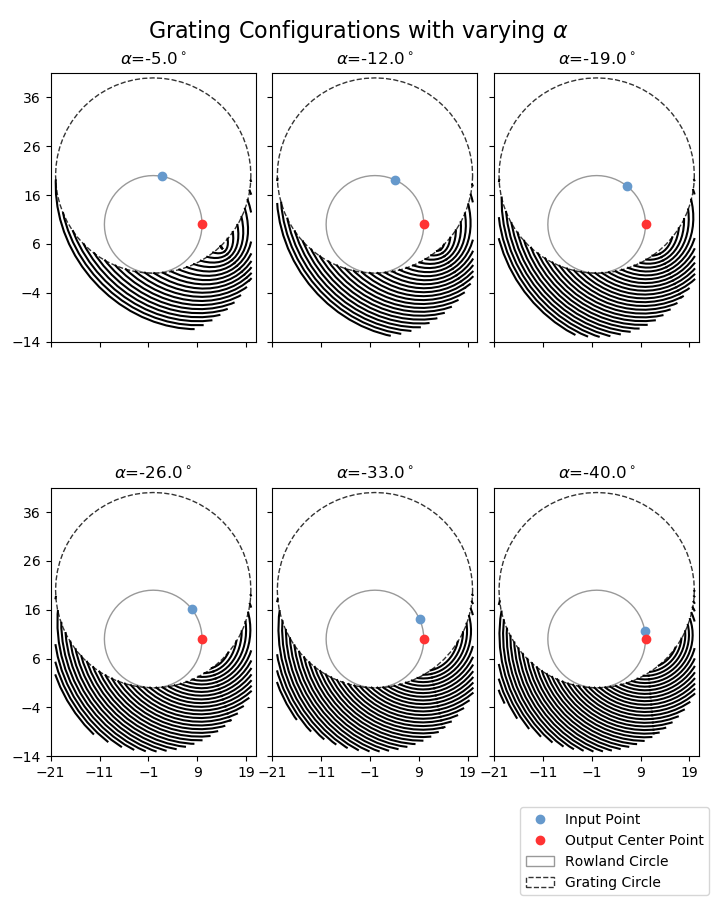 Grating Configurations with varying α
α=-5.0° α=-12.0° α=-19.0°
36
26
16
6
−4
−14
α=-26.0° α=-33.0° α=-40.0°
36
26
16
6
−4
−14
−21 −11 −1 9 19 −21 −11 −1 9 19 −21 −11 −1 9 19
Input Point
Output Center Point
Rowland Circle
Grating Circle